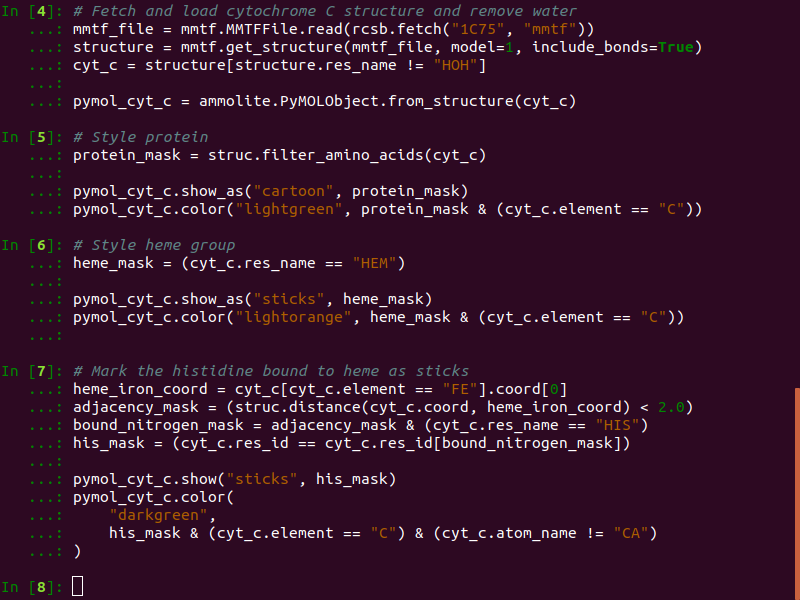 In [4]: # Fetch and load cytochrome C structure and remove water
   ...: mmtf_file = mmtf.MMTFFile.read(rcsb.fetch("1C75", "mmtf"))
   ...: structure = mmtf.get_structure(mmtf_file, model=1, include_bonds=True)
   ...: cyt_c = structure[structure.res_name != "HOH"]
   ...:
   ...: pymol_cyt_c = ammolite.PyMOLObject.from_structure(cyt_c)
In [5]: # Style protein
   ...: protein_mask = struc.filter_amino_acids(cyt_c)
   ...:
   ...: pymol_cyt_c.show_as("cartoon", protein_mask)
   ...: pymol_cyt_c.color("lightgreen", protein_mask & (cyt_c.element == "C"))
In [6]: # Style heme group
   ...: heme_mask = (cyt_c.res_name == "HEM")
   ...:
   ...: pymol_cyt_c.show_as("sticks", heme_mask)
   ...: pymol_cyt_c.color("lightorange", heme_mask & (cyt_c.element == "C"))
   ...:
In [7]: # Mark the histidine bound to heme as sticks
   ...: heme_iron_coord = cyt_c[cyt_c.element == "FE"].coord[0]
   ...: adjacency_mask = (struc.distance(cyt_c.coord, heme_iron_coord) < 2.0)
   ...: bound_nitrogen_mask = adjacency_mask & (cyt_c.res_name == "HIS")
   ...: his_mask = (cyt_c.res_id == cyt_c.res_id[bound_nitrogen_mask])
   ...:
   ...: pymol_cyt_c.show("sticks", his_mask)
   ...: pymol_cyt_c.color(
   ...:     "darkgreen",
   ...:     his_mask & (cyt_c.element == "C") & (cyt_c.atom_name != "CA")
   ...: )
In [8]: